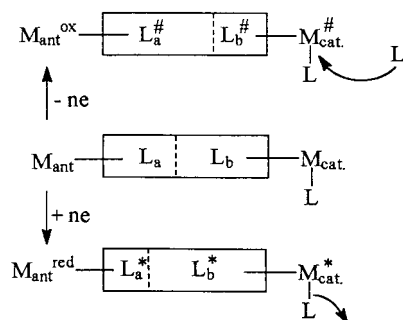 M_ant^ox L_a^# L_b^# M_cat.^#
L L
- ne
M_ant L_a L_b M_cat.
L
+ ne
M_ant^red L_a^* L_b^* M_cat.^*
L